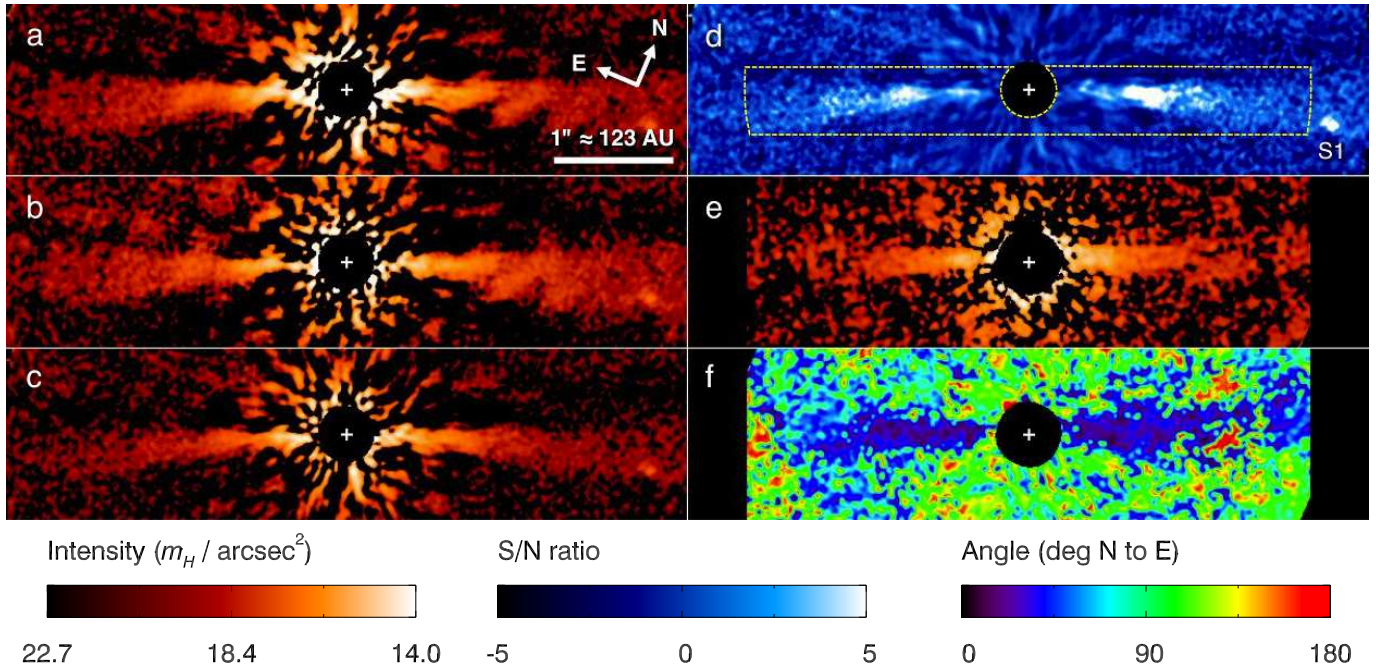 a
N
E
1" ≈ 123 AU
b
c
d
S1
e
f
Intensity (m_H / arcsec²)
22.7 18.4 14.0
S/N ratio
-5 0 5
Angle (deg N to E)
0 90 180